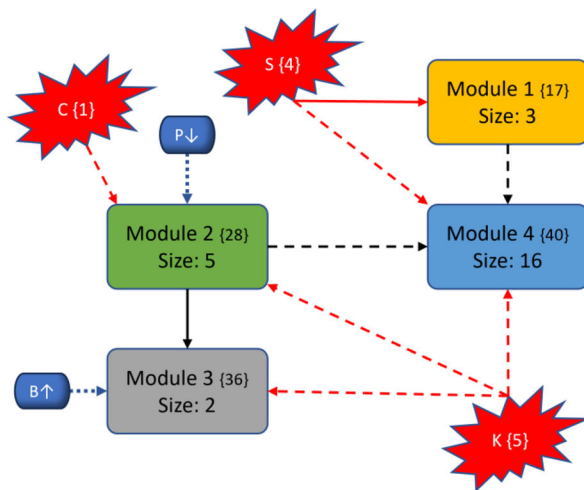 S {4}
C {1}
Module 1 {17}
Size: 3
P↓
Module 2 {28}
Size: 5
Module 4 {40}
Size: 16
B↑
Module 3 {36}
Size: 2
K {5}